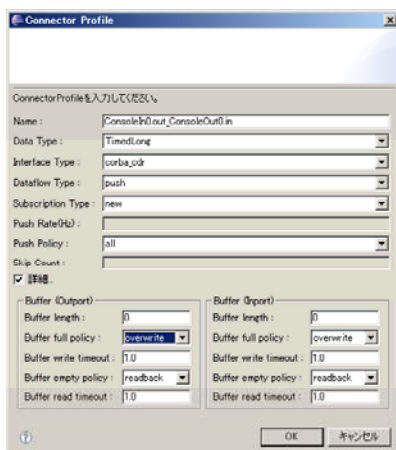 Connector Profile
ConnectorProfileを入力してください。
Name : ConsoleIn0.out_ConsoleOut0.in
Data Type : TimedLong
Interface Type : corba_cdr
Dataflow Type : push
Subscription Type : new
Push Rate(Hz) :
Push Policy : all
Skip Count :
詳細..
Buffer (Outport) Buffer (Inport)
Buffer length : 0 Buffer length : 0
Buffer full policy : overwrite Buffer full policy : overwrite
Buffer write timeout : 1.0 Buffer write timeout : 1.0
Buffer empty policy : readback Buffer empty policy : readback
Buffer read timeout : 1.0 Buffer read timeout : 1.0
? OK キャンセル